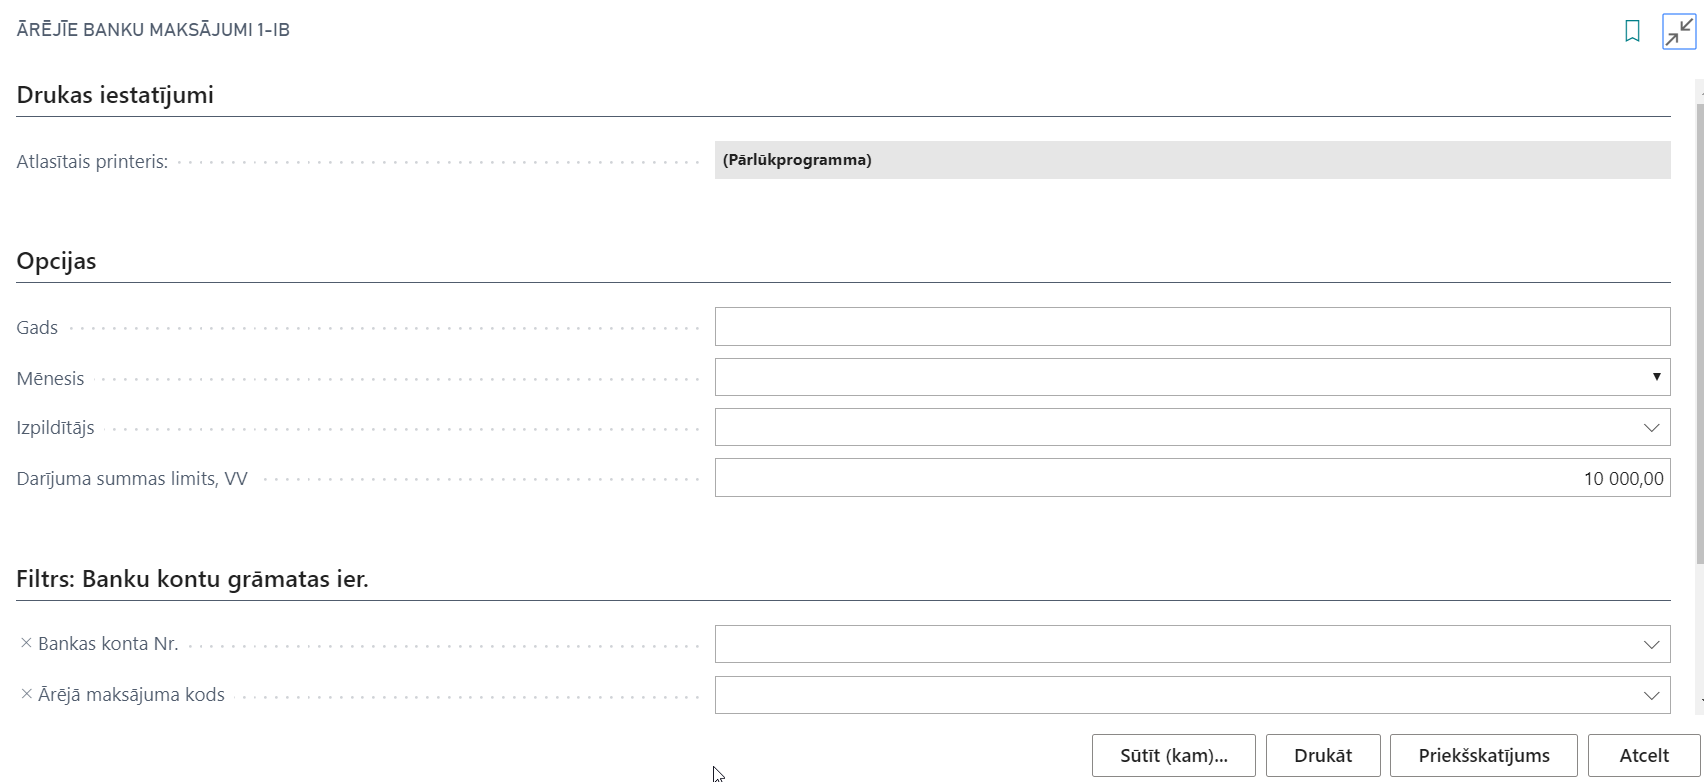 ĀRĒJĪE BANKU MAKSĀJUMI 1-IB
Drukas iestatījumi
Atlasītais printeris:
(Pārlūkprogramma)
Opcijas
Gads
Mēnesis
Izpildītājs
Darījuma summas limits, VV
10 000,00
Filtrs: Banku kontu grāmatas ier.
× Bankas konta Nr.
× Ārējā maksājuma kods
Sūtīt (kam)... Drukāt Priekšskatījums Atcelt